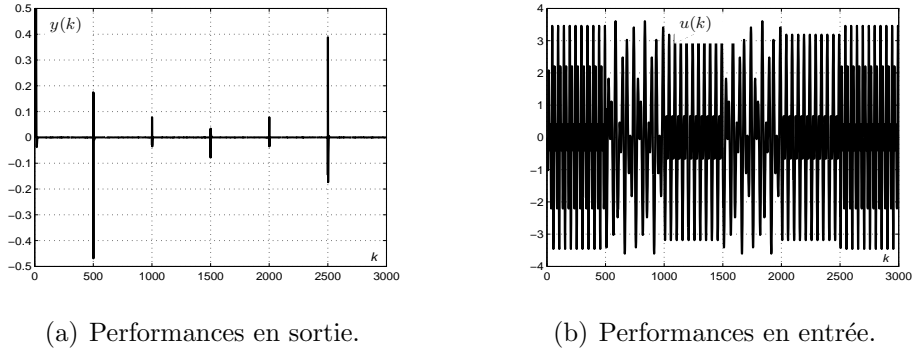 0.5
0.4
0.3
0.2
0.1
0
−0.1
−0.2
−0.3
−0.4
−0.5
y(k)
k
0 500 1000 1500 2000 2500 3000
(a) Performances en sortie.
4
3
2
1
0
−1
−2
−3
−4
u(k)
k
0 500 1000 1500 2000 2500 3000
(b) Performances en entrée.